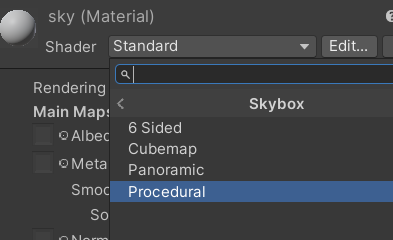 sky (Material)
Shader Standard Edit...
Rendering
Main Maps
Skybox
6 Sided
Albed
Cubemap
Meta
Panoramic
Smoo
Procedural
So
Norm